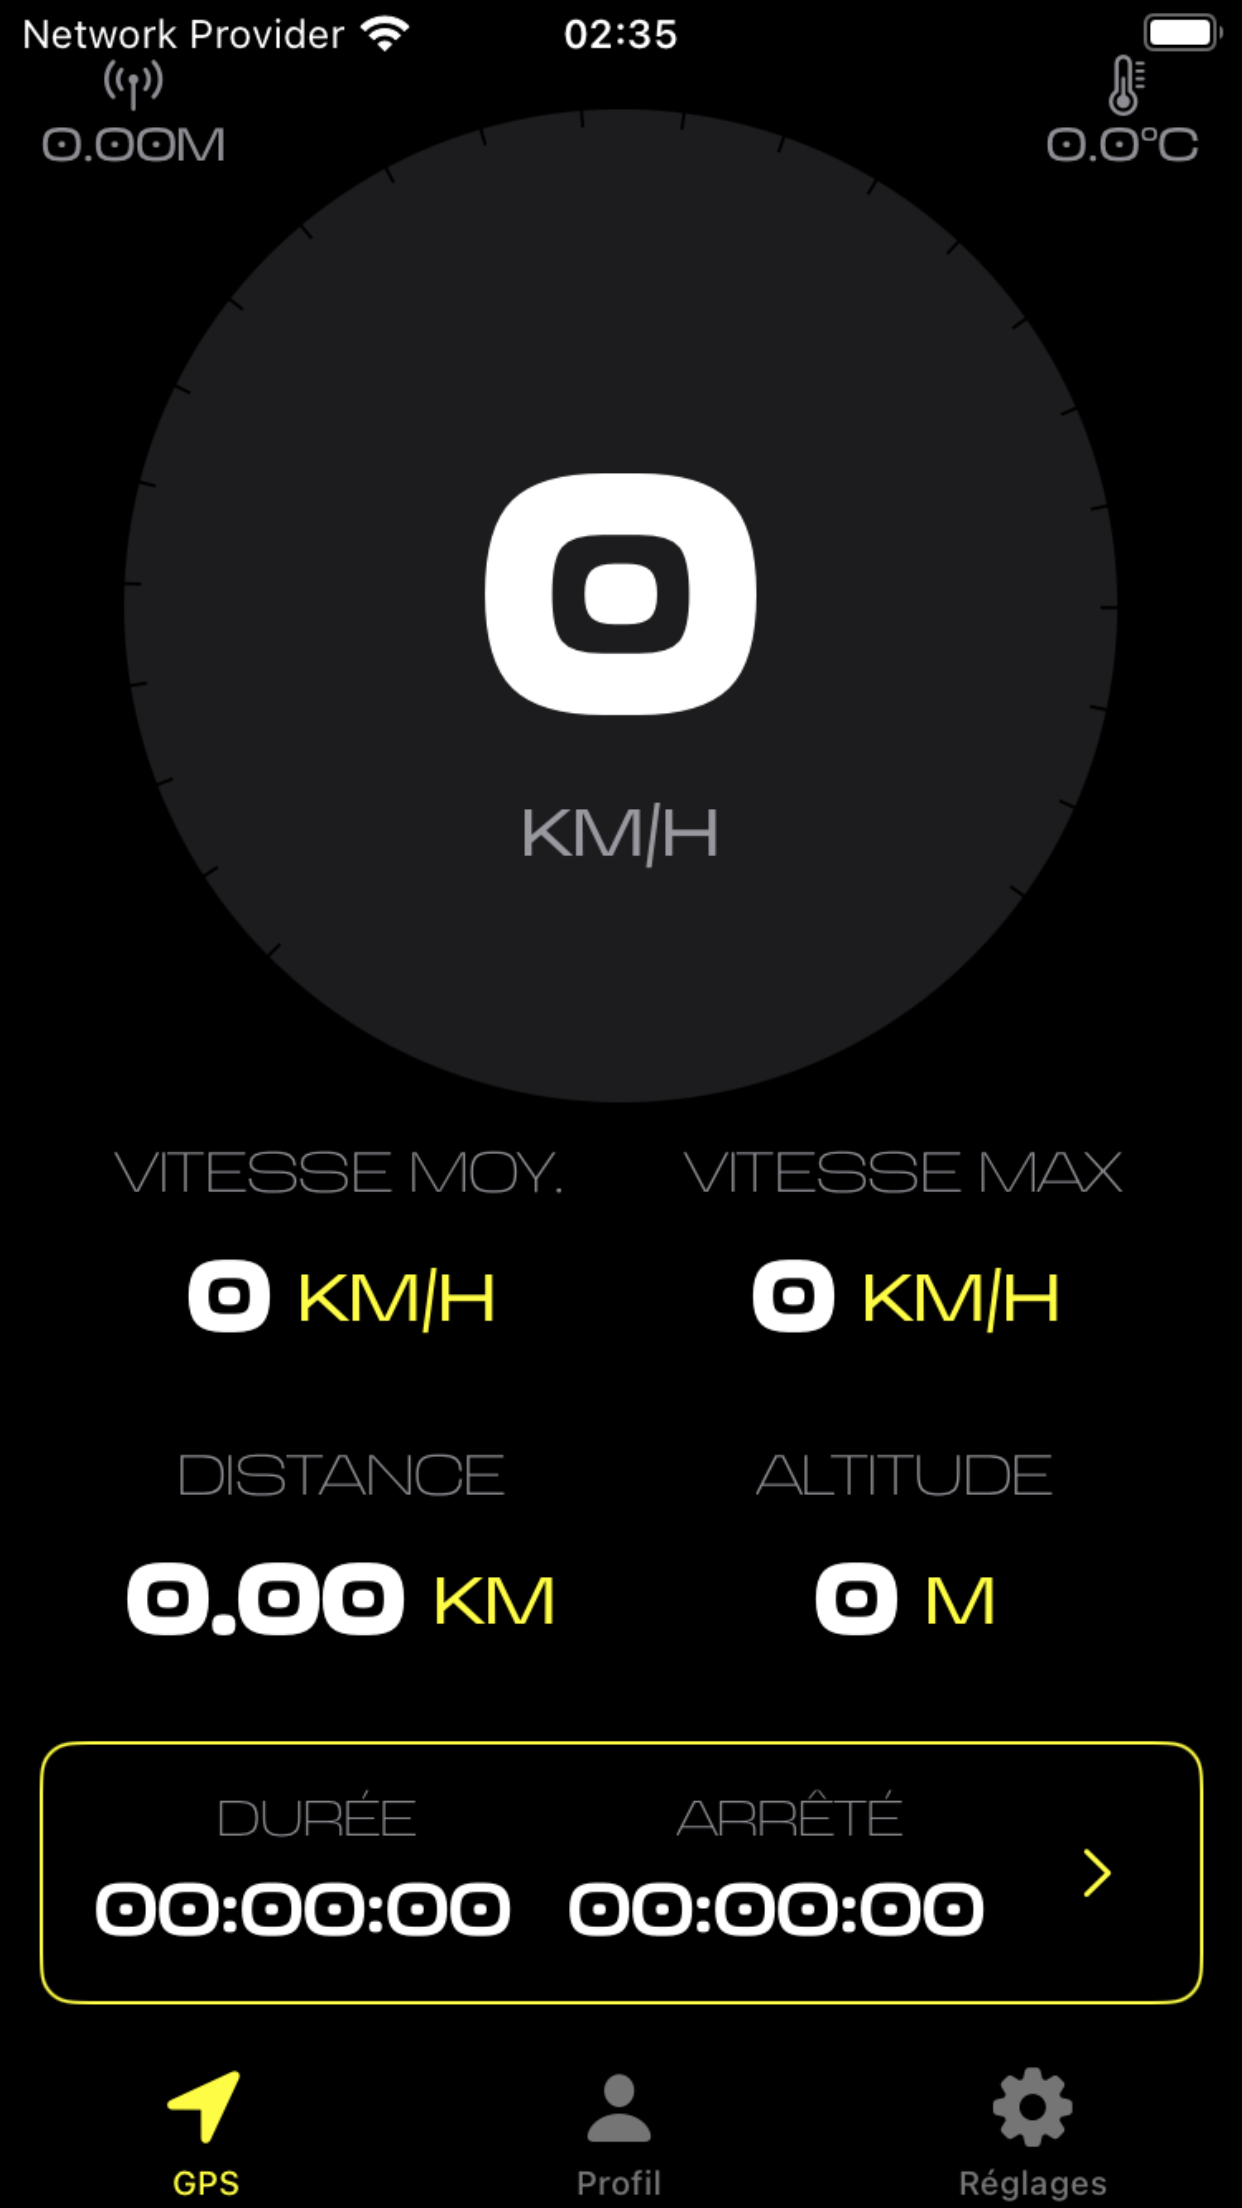 Network Provider 02:35
0.00M 0.0°C
0
KM/H
VITESSE MOY. VITESSE MAX
0 KM/H 0 KM/H
DISTANCE ALTITUDE
0.00 KM 0 M
DURÉE ARRÊTÉ
00:00:00 00:00:00
GPS Profil Réglages